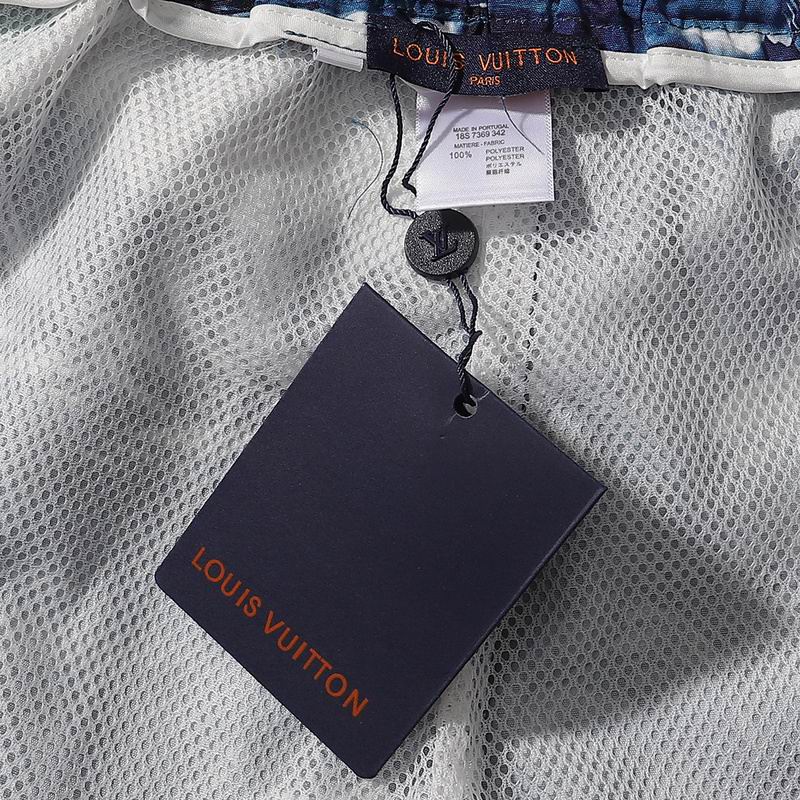 LOUIS VUITTON
PARIS
MADE IN PORTUGAL
18S 7369 342
MATIERE - FABRIC
100% POLYESTER
POLYESTER
ポリエステル
聚酯纤维
LV
LOUIS VUITTON